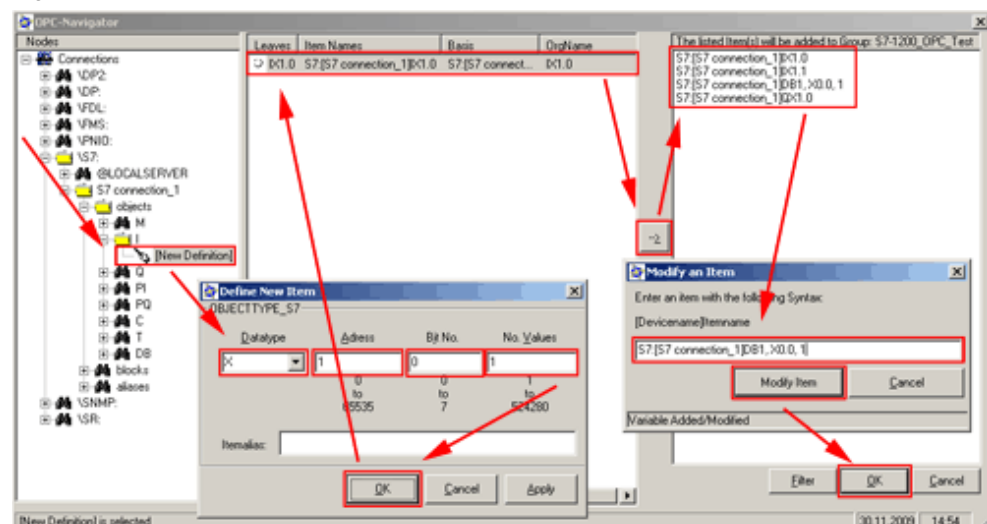 OPC-Navigator
Nodes
Connections
\DP2:
\DP:
\FDL:
\FMS:
\PNIO:
\S7:
@LOCALSERVER
S7 connection_1
objects
M
I
[New Definition]
Q
PI
PQ
C
T
DB
blocks
aliases
\SNMP:
\SR:
Leaves Item Names Basis OrgName
IX1.0 S7:[S7 connection_1]IX1.0 S7:[S7 connect... IX1.0
The listed Item(s) will be added to Group: S7-1200_OPC_Test
S7:[S7 connection_1]IX1.0
S7:[S7 connection_1]IX1.1
S7:[S7 connection_1]DB1,X0.0, 1
S7:[S7 connection_1]QX1.0
Define New Item
OBJECTTYPE_S7
Datatype Adress Bit No. No. Values
X 1 0 1
0 0 1
to to to
65535 7 524280
Itemalias:
OK Cancel Apply
Modify an Item
Enter an item with the following Syntax:
[Devicename]Itemname
S7:[S7 connection_1]DB1,X0.0, 1
Modify Item Cancel
Variable Added/Modified
Filter OK Cancel
[New Definition] is selected
30.11.2009 14:54